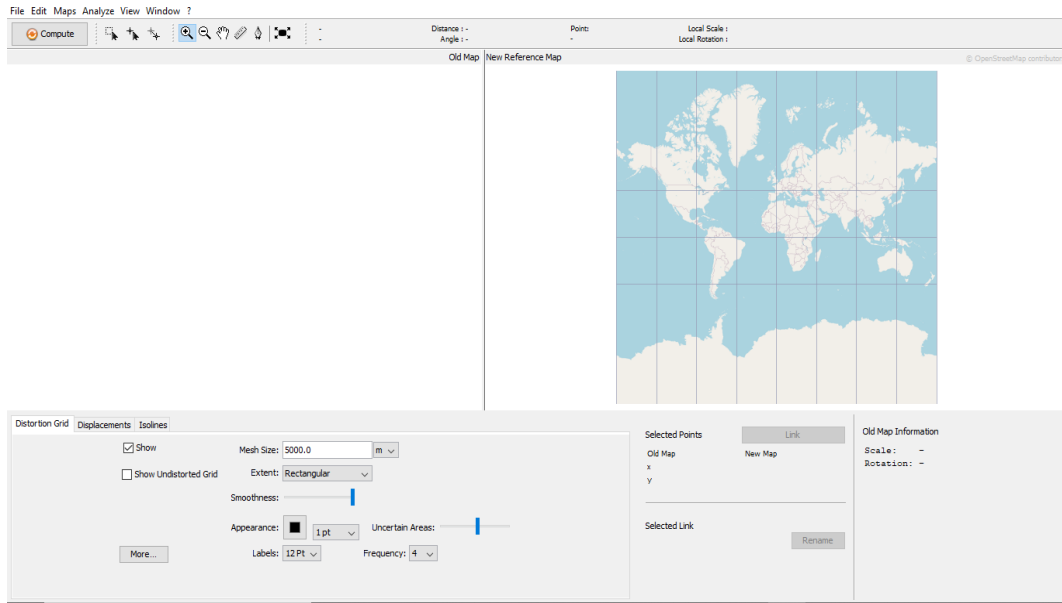 File Edit Maps Analyze View Window ?
Compute
Distance : -
Angle : -
Point:
-
Local Scale :
Local Rotation :
Old Map
New Reference Map
© OpenStreetMap contributor
Distortion Grid Displacements Isolines
Show
Mesh Size: 5000.0 m
Show Undistorted Grid
Extent: Rectangular
Smoothness:
Appearance: 1 pt
Uncertain Areas:
More...
Labels: 12 Pt
Frequency: 4
Selected Points
Link
Old Map
New Map
x
y
Selected Link
Rename
Old Map Information
Scale: -
Rotation: -